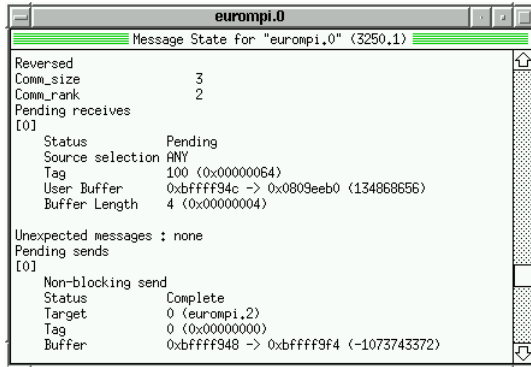 eurompi.0
Message State for "eurompi.0" (3250.1)
Reversed
Comm_size 3
Comm_rank 2
Pending receives
[0]
Status Pending
Source selection ANY
Tag 100 (0x00000064)
User Buffer 0xbffff94c -> 0x0809eeb0 (134868656)
Buffer Length 4 (0x00000004)
Unexpected messages : none
Pending sends
[0]
Non-blocking send
Status Complete
Target 0 (eurompi.2)
Tag 0 (0x00000000)
Buffer 0xbffff948 -> 0xbffff9f4 (-1073743372)